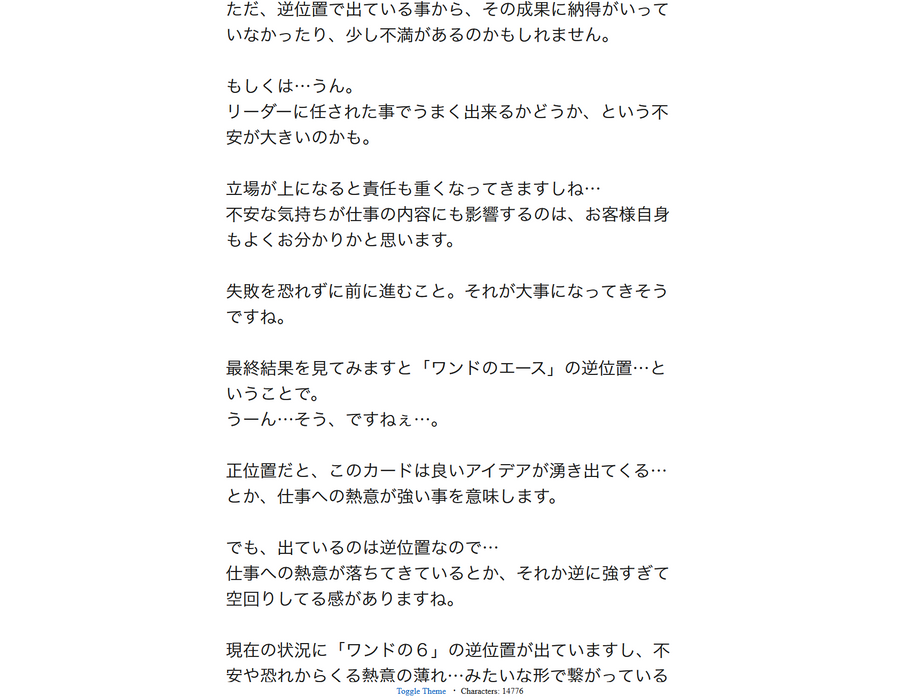 ただ、逆位置で出ている事から、その成果に納得がいって
いなかったり、少し不満があるのかもしれません。
もしくは…うん。
リーダーに任された事でうまく出来るかどうか、という不
安が大きいのかも。
立場が上になると責任も重くなってきますしね…
不安な気持ちが仕事の内容にも影響するのは、お客様自身
もよくお分かりかと思います。
失敗を恐れずに前に進むこと。それが大事になってきそう
ですね。
最終結果を見てみますと「ワンドのエース」の逆位置…と
いうことで。
うーん…そう、ですねぇ…。
正位置だと、このカードは良いアイデアが湧き出てくる…
とか、仕事への熱意が強い事を意味します。
でも、出ているのは逆位置なので…
仕事への熱意が落ちてきているとか、それか逆に強すぎて
空回りしてる感がありますね。
現在の状況に「ワンドの６」の逆位置が出ていますし、不
安や恐れからくる熱意の薄れ…みたいな形で繋がっている
Toggle Theme ・ Characters: 14776